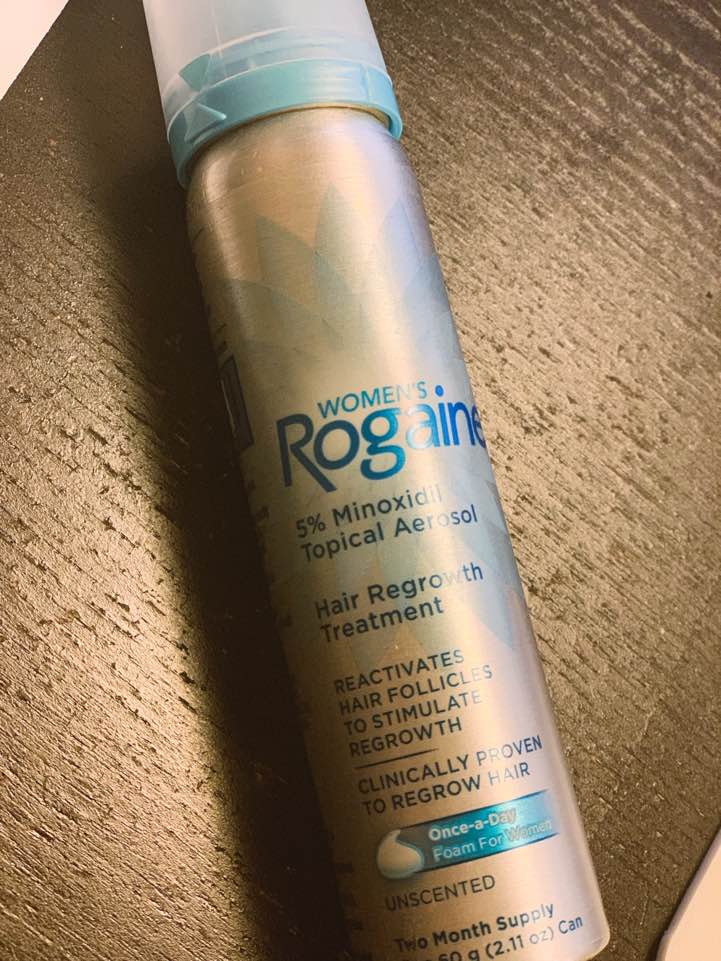 WOMEN'S
Rogaine
5% Minoxidil
Topical Aerosol
Hair Regrowth
Treatment
REACTIVATES
HAIR FOLLICLES
TO STIMULATE
REGROWTH
CLINICALLY PROVEN
TO REGROW HAIR
Once-a-Day
Foam For Women
UNSCENTED
Two Month Supply
60 g (2.11 oz) Can